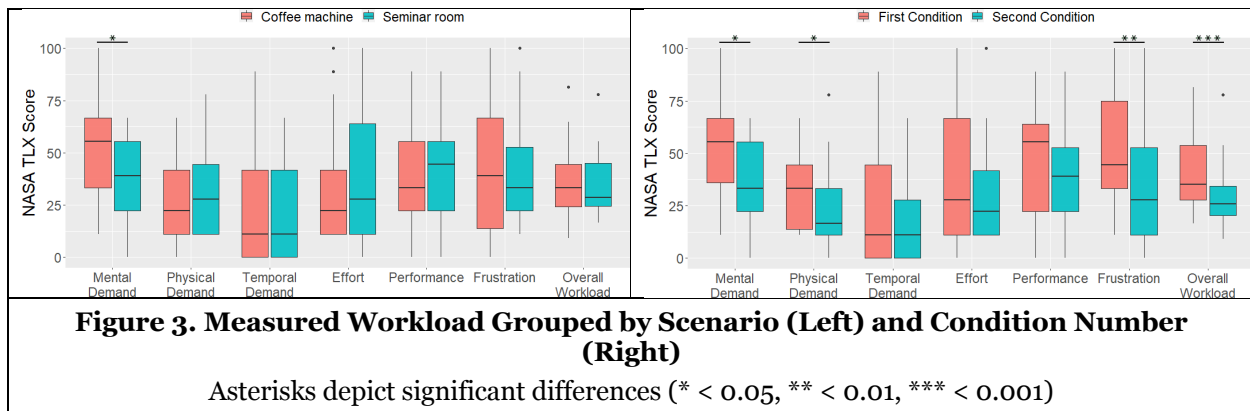 Coffee machine Seminar room
*
NASA TLX Score
100
75
50
25
0
Mental Demand
Physical Demand
Temporal Demand
Effort
Performance
Frustration
Overall Workload
First Condition Second Condition
* * ** ***
NASA TLX Score
100
75
50
25
0
Mental Demand
Physical Demand
Temporal Demand
Effort
Performance
Frustration
Overall Workload
Figure 3. Measured Workload Grouped by Scenario (Left) and Condition Number
(Right)
Asterisks depict significant differences (* < 0.05, ** < 0.01, *** < 0.001)